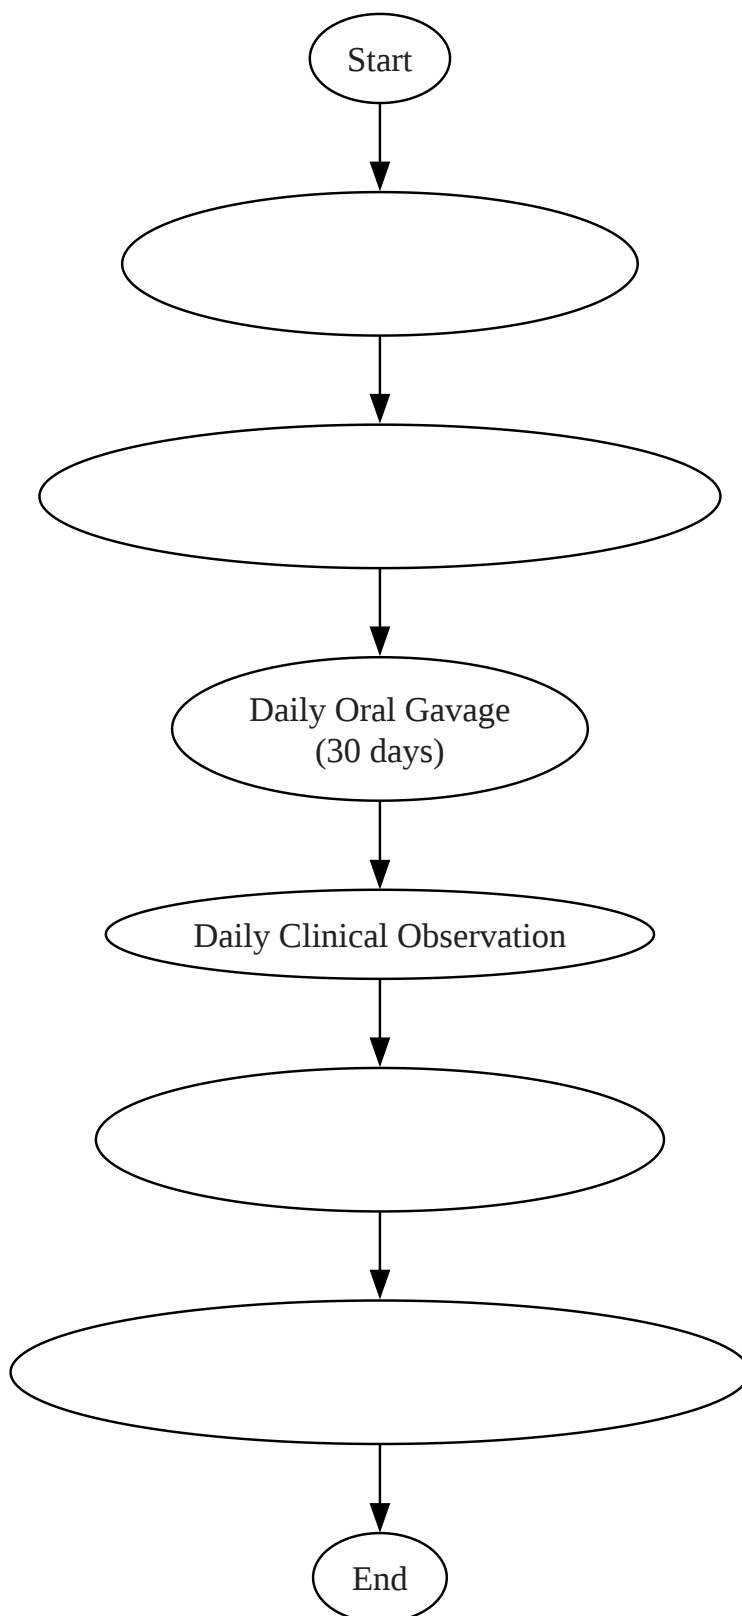 Start
Daily Oral Gavage
(30 days)
Daily Clinical Observation
End